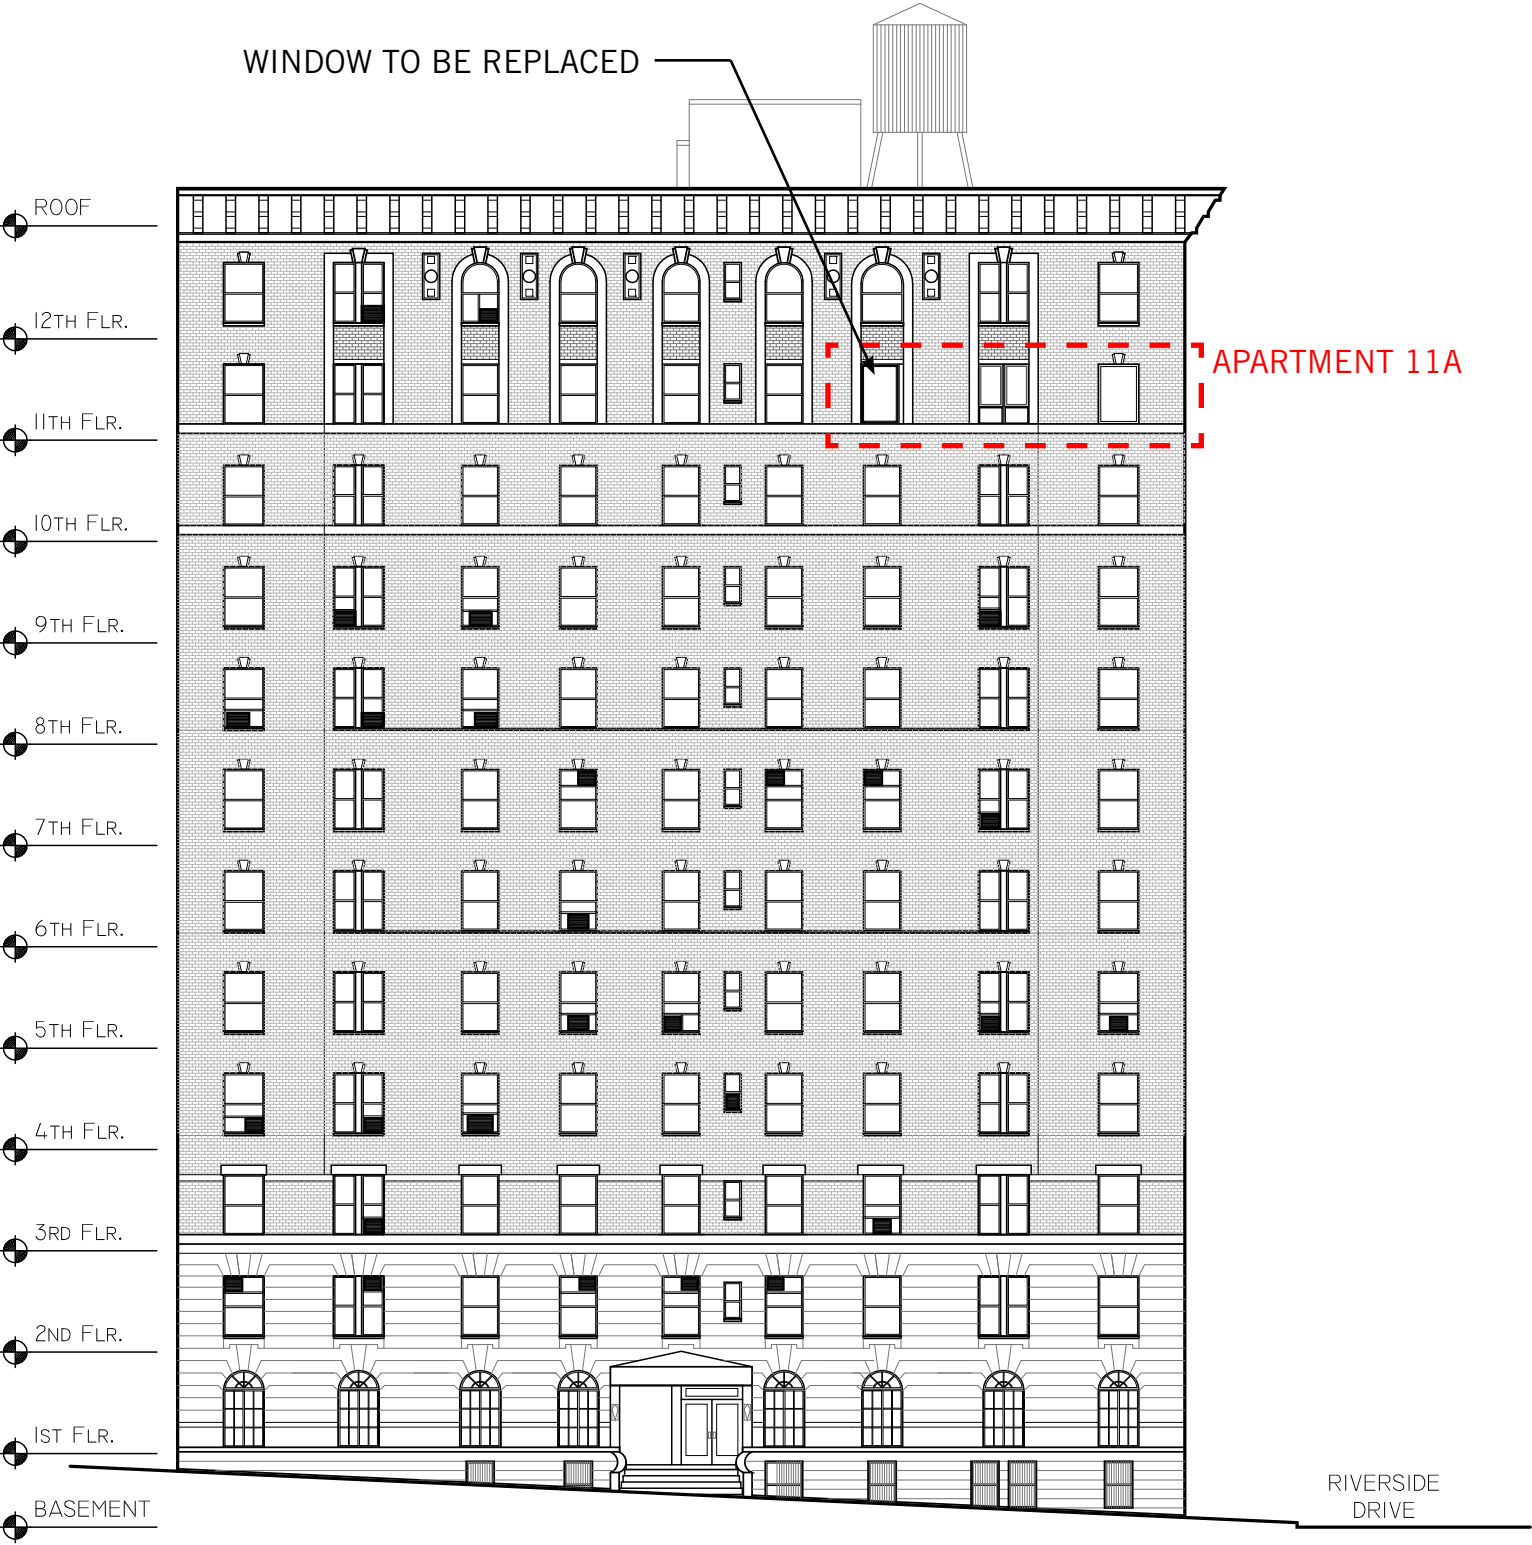 WINDOW TO BE REPLACED
ROOF
12TH FLR.
APARTMENT 11A
11TH FLR.
10TH FLR.
9TH FLR.
8TH FLR.
7TH FLR.
6TH FLR.
5TH FLR.
4TH FLR.
3RD FLR.
2ND FLR.
1ST FLR.
BASEMENT
RIVERSIDE
DRIVE